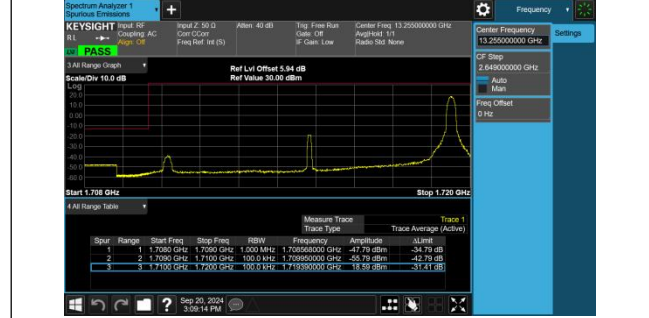 Spectrum Analyzer 1
Spurious Emissions
Frequency
KEYSIGHT Input: RF Input Z: 50 Ω Atten: 40 dB Trig: Free Run Center Freq: 13.255000000 GHz
RL Coupling: AC Corr CCorr Gate: Off Avg|Hold: 1/1
Align: Off Freq Ref: Int (S) IF Gain: Low Radio Std: None
PASS
Center Frequency
13.255000000 GHz
Settings
CF Step
2.649000000 GHz
Auto
Man
Freq Offset
0 Hz
3 All Range Graph
Ref Lvl Offset 5.94 dB
Scale/Div 10.0 dB Ref Value 30.00 dBm
Log
20.0
10.0
0.00
-10.0
-20.0
-30.0
-40.0
-50.0
-60.0
Start 1.708 GHz Stop 1.720 GHz
4 All Range Table
Measure Trace Trace 1
Trace Type Trace Average (Active)
Spur Range Start Freq Stop Freq RBW Frequency Amplitude ΔLimit
1 1 1.7080 GHz 1.7090 GHz 1.000 MHz 1.708568000 GHz -47.79 dBm -34.79 dB
2 2 1.7090 GHz 1.7100 GHz 100.0 kHz 1.709950000 GHz -55.79 dBm -42.79 dB
3 3 1.7100 GHz 1.7200 GHz 100.0 kHz 1.719390000 GHz 18.59 dBm -31.41 dB
Sep 20, 2024
3:09:14 PM